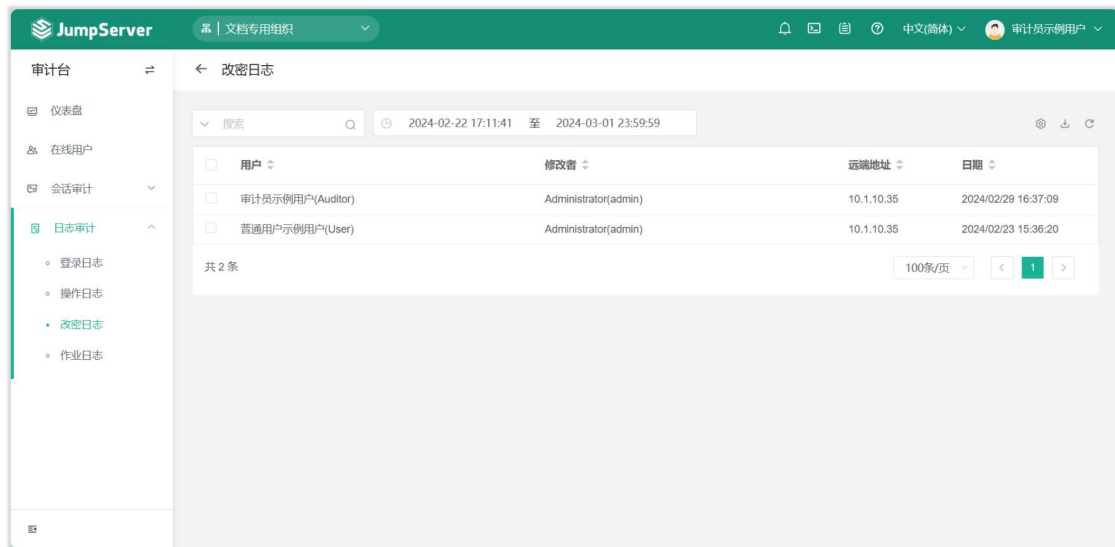 JumpServer
文档专用组织
中文(简体)
审计员示例用户
审计台
改密日志
仪表盘
在线用户
会话审计
日志审计
登录日志
操作日志
改密日志
作业日志
搜索
2024-02-22 17:11:41 至 2024-03-01 23:59:59
用户 修改者 远端地址 日期
审计员示例用户(Auditor) Administrator(admin) 10.1.10.35 2024/02/29 16:37:09
普通用户示例用户(User) Administrator(admin) 10.1.10.35 2024/02/23 15:36:20
共 2 条 100条/页 1